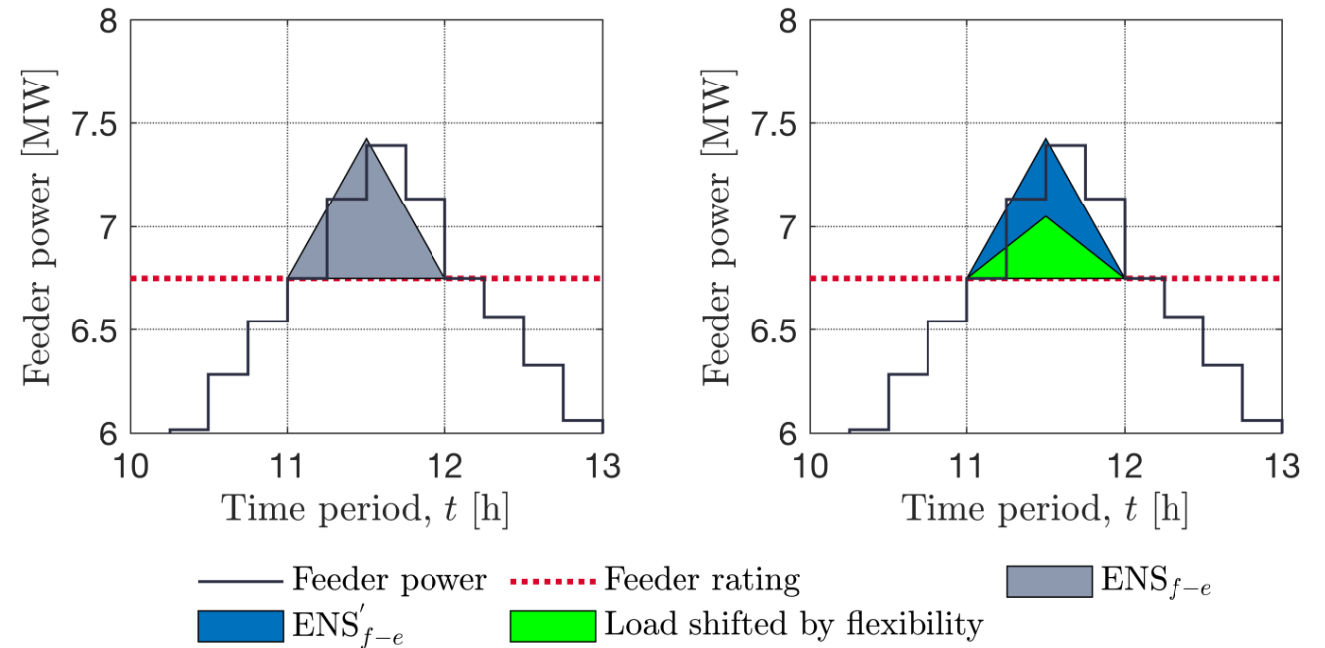 8
7.5
7
6.5
6
10 11 12 13
Feeder power [MW]
Time period, t [h]
8
7.5
7
6.5
6
10 11 12 13
Feeder power [MW]
Time period, t [h]
Feeder power Feeder rating ENS_{f−e}
ENS'_{f−e} Load shifted by flexibility